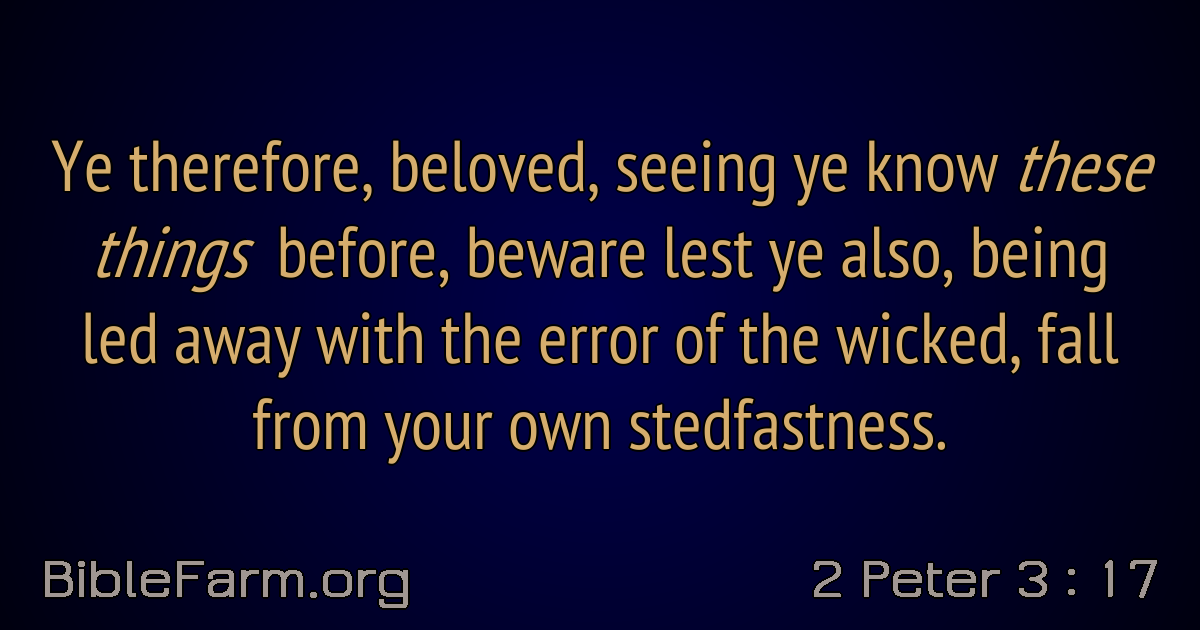 Ye therefore, beloved, seeing ye know these
things before, beware lest ye also, being
led away with the error of the wicked, fall
from your own stedfastness.
BibleFarm.org
2 Peter 3 : 17